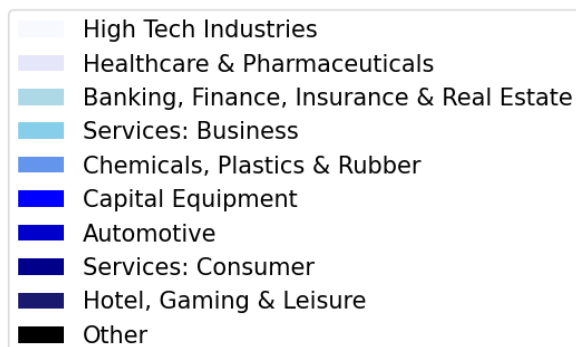 High Tech Industries
Healthcare & Pharmaceuticals
Banking, Finance, Insurance & Real Estate
Services: Business
Chemicals, Plastics & Rubber
Capital Equipment
Automotive
Services: Consumer
Hotel, Gaming & Leisure
Other